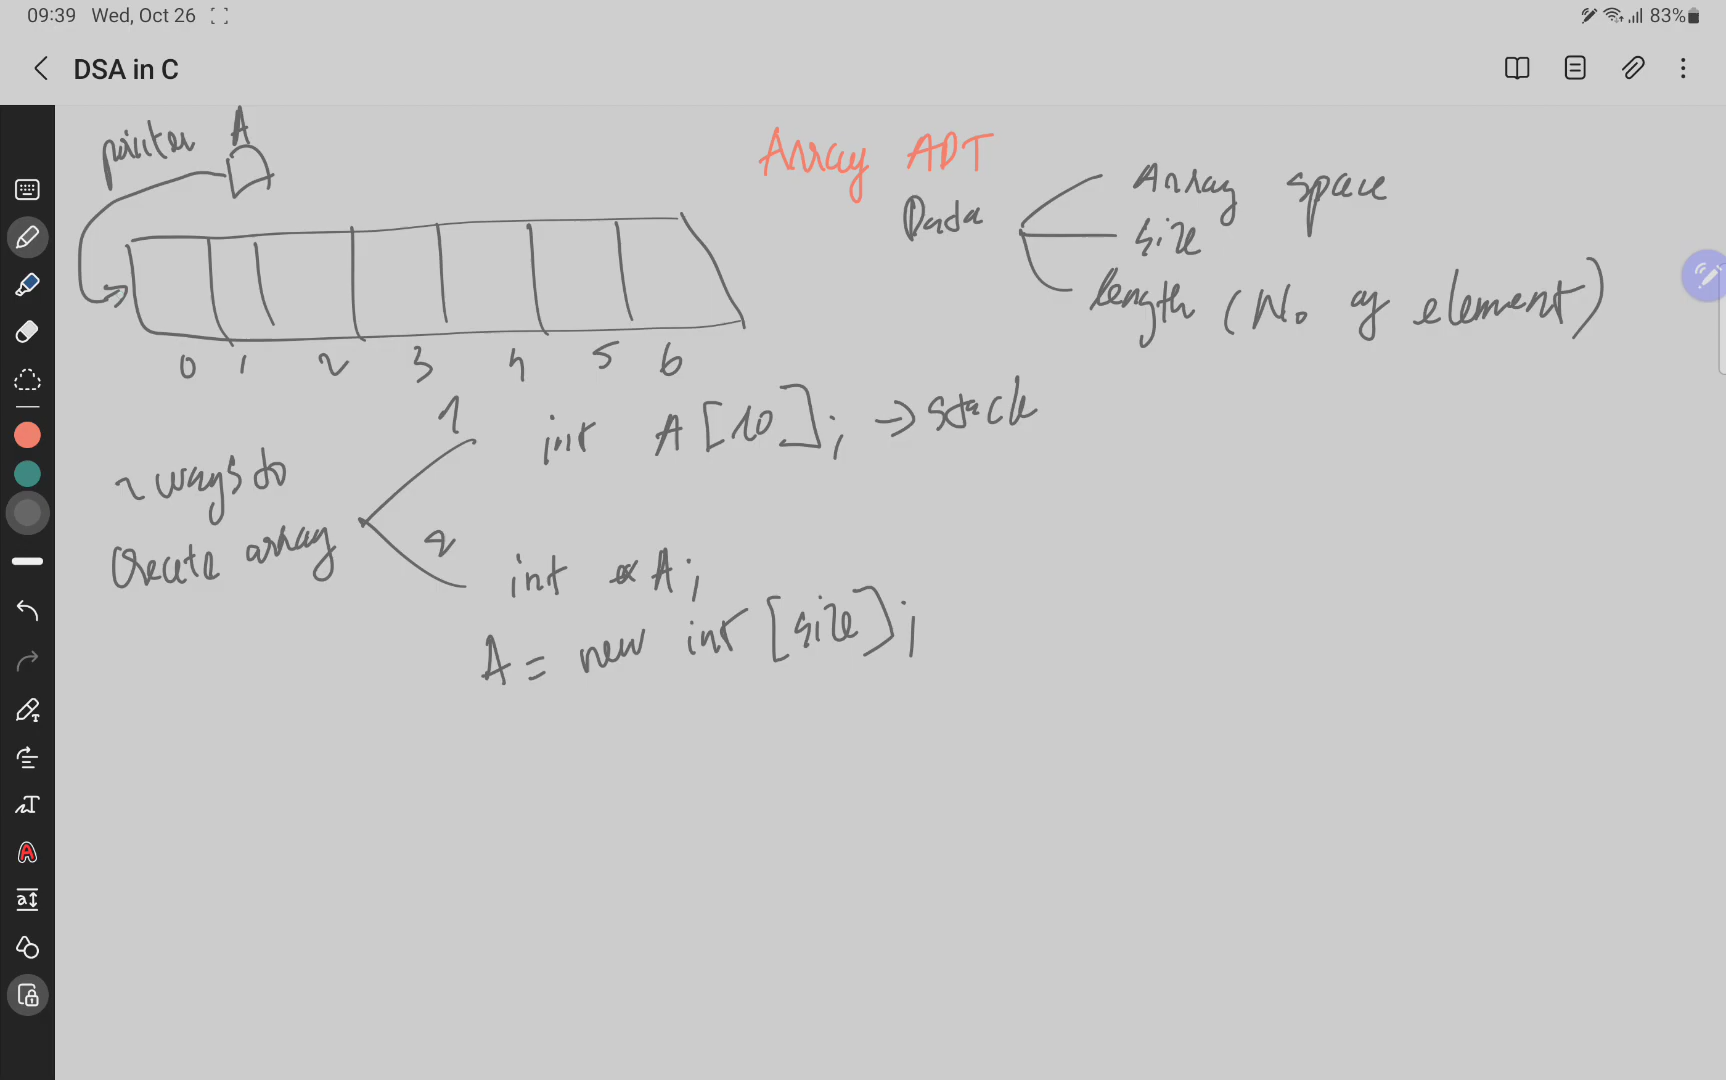 09:39 Wed, Oct 26 83%
DSA in C
pointer A
Array ADT
Data
Array space
size
length (No of element)
0 1 2 3 4 5 6
2 ways to
Create array
1 int A[10]; → stack
2 int *A;
A = new int [size];